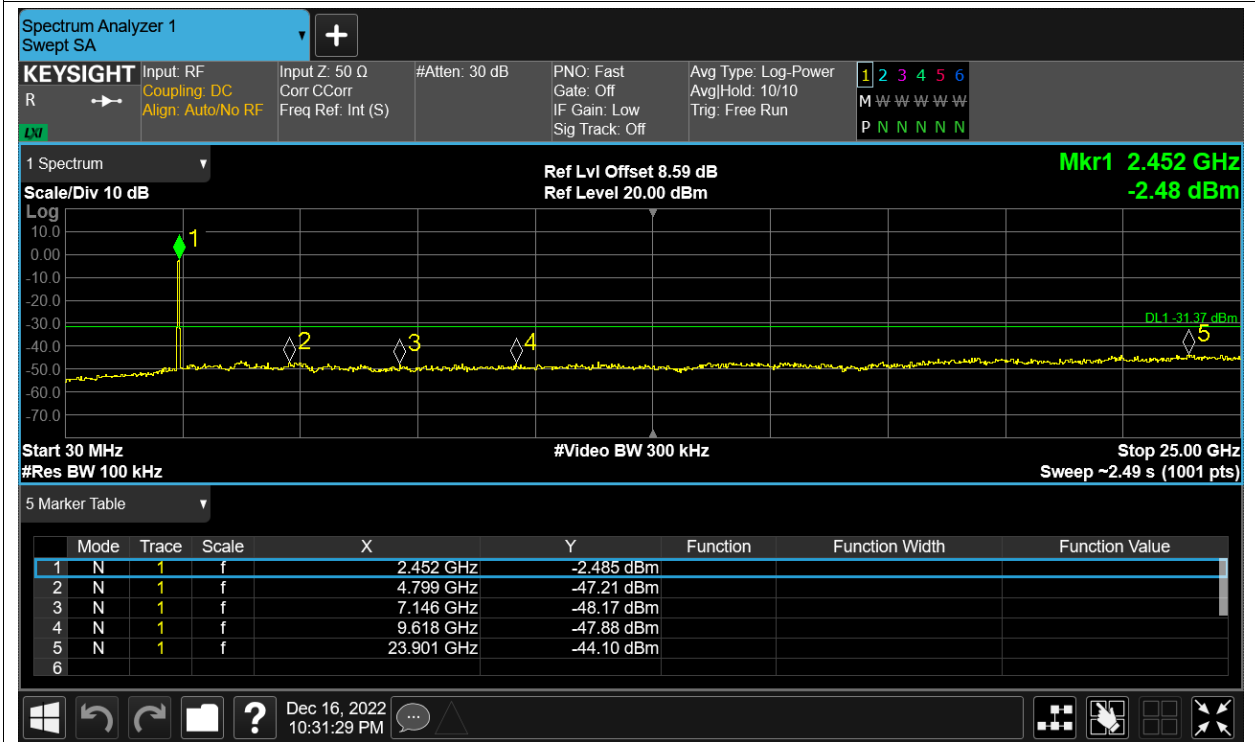 Spectrum Analyzer 1
Swept SA
+
KEYSIGHT
R
LXI
Input: RF
Coupling: DC
Align: Auto/No RF
Input Z: 50 Ω
Corr CCorr
Freq Ref: Int (S)
#Atten: 30 dB
PNO: Fast
Gate: Off
IF Gain: Low
Sig Track: Off
Avg Type: Log-Power
Avg|Hold: 10/10
Trig: Free Run
1 2 3 4 5 6
M W W W W W
P N N N N N
1 Spectrum
Scale/Div 10 dB
Ref Lvl Offset 8.59 dB
Ref Level 20.00 dBm
Mkr1 2.452 GHz
-2.48 dBm
Log
10.0
0.00
-10.0
-20.0
-30.0
-40.0
-50.0
-60.0
-70.0
1
2
3
4
5
DL1 -31.37 dBm
Start 30 MHz
#Res BW 100 kHz
#Video BW 300 kHz
Stop 25.00 GHz
Sweep ~2.49 s (1001 pts)
5 Marker Table
Mode Trace Scale X Y Function Function Width Function Value
1 N 1 f 2.452 GHz -2.485 dBm
2 N 1 f 4.799 GHz -47.21 dBm
3 N 1 f 7.146 GHz -48.17 dBm
4 N 1 f 9.618 GHz -47.88 dBm
5 N 1 f 23.901 GHz -44.10 dBm
6
?
Dec 16, 2022
10:31:29 PM